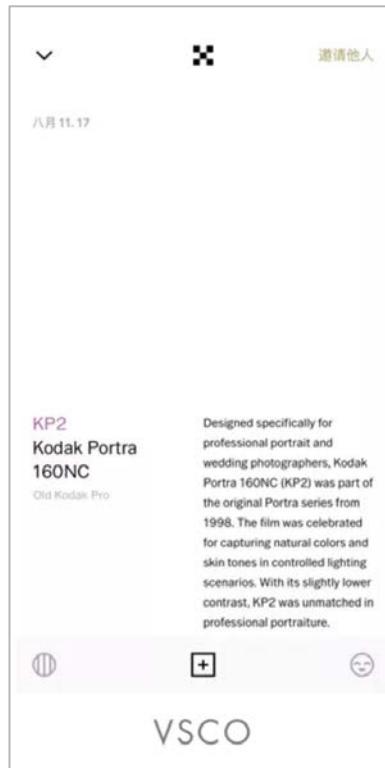 邀请他人
八月 11. 17
KP2
Kodak Portra
160NC
Old Kodak Pro
Designed specifically for
professional portrait and
wedding photographers, Kodak
Portra 160NC (KP2) was part of
the original Portra series from
1998. The film was celebrated
for capturing natural colors and
skin tones in controlled lighting
scenarios. With its slightly lower
contrast, KP2 was unmatched in
professional portraiture.
VSCO